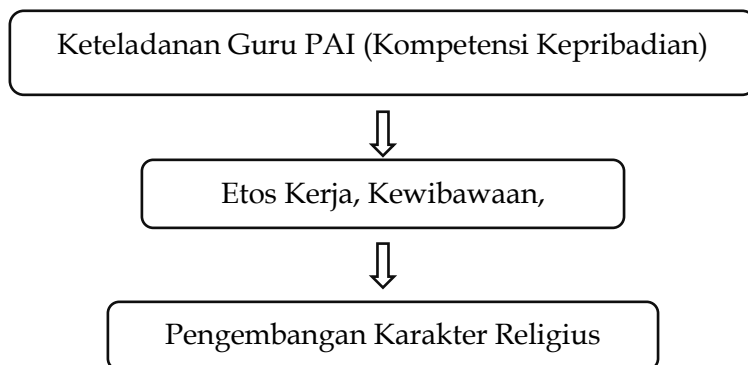 Keteladanan Guru PAI (Kompetensi Kepribadian)
Etos Kerja, Kewibawaan,
Pengembangan Karakter Religius